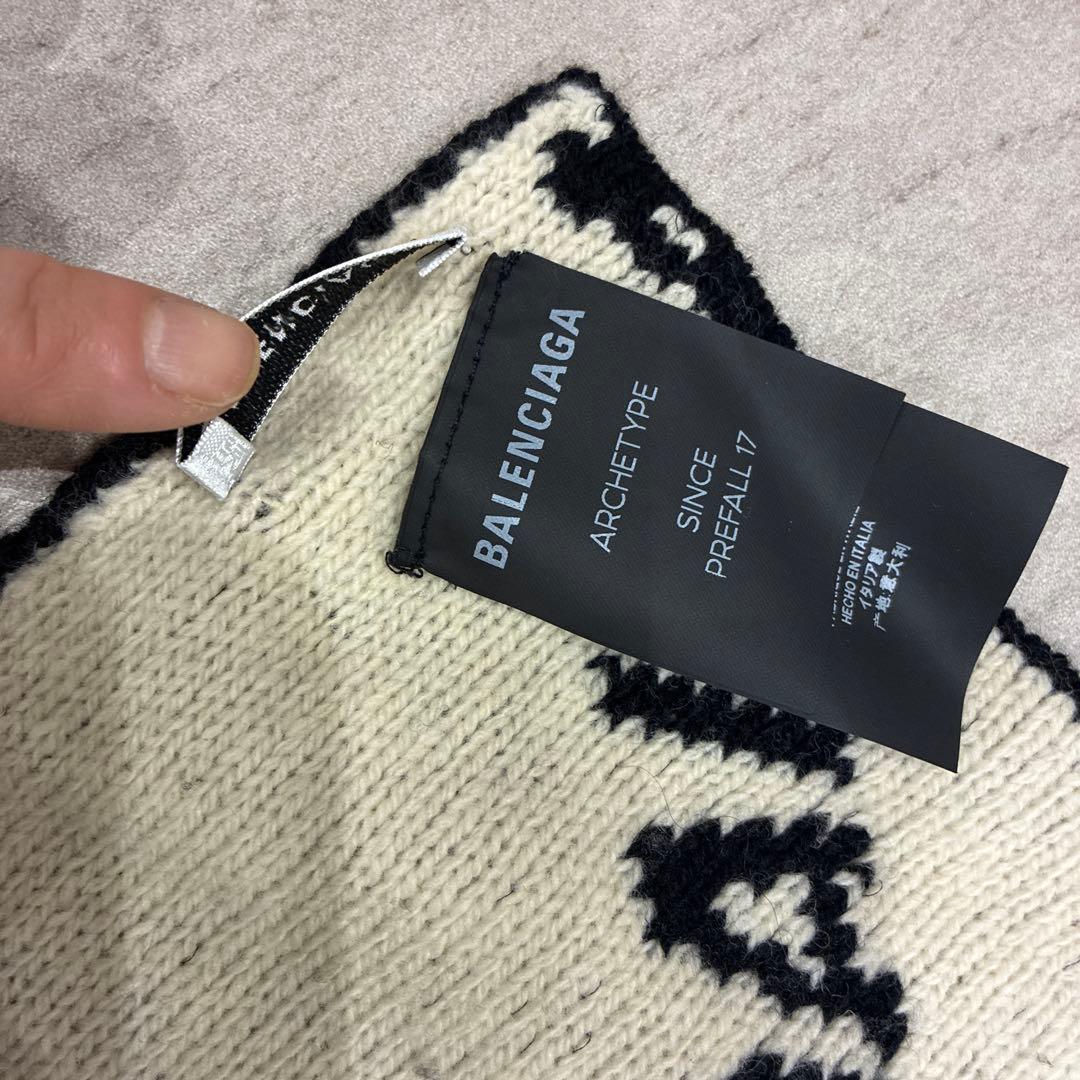 BALENCIAGA
ARCHETYPE
SINCE
PREFALL 17
HECHO EN ITALIA
イタリア製
产地:意大利